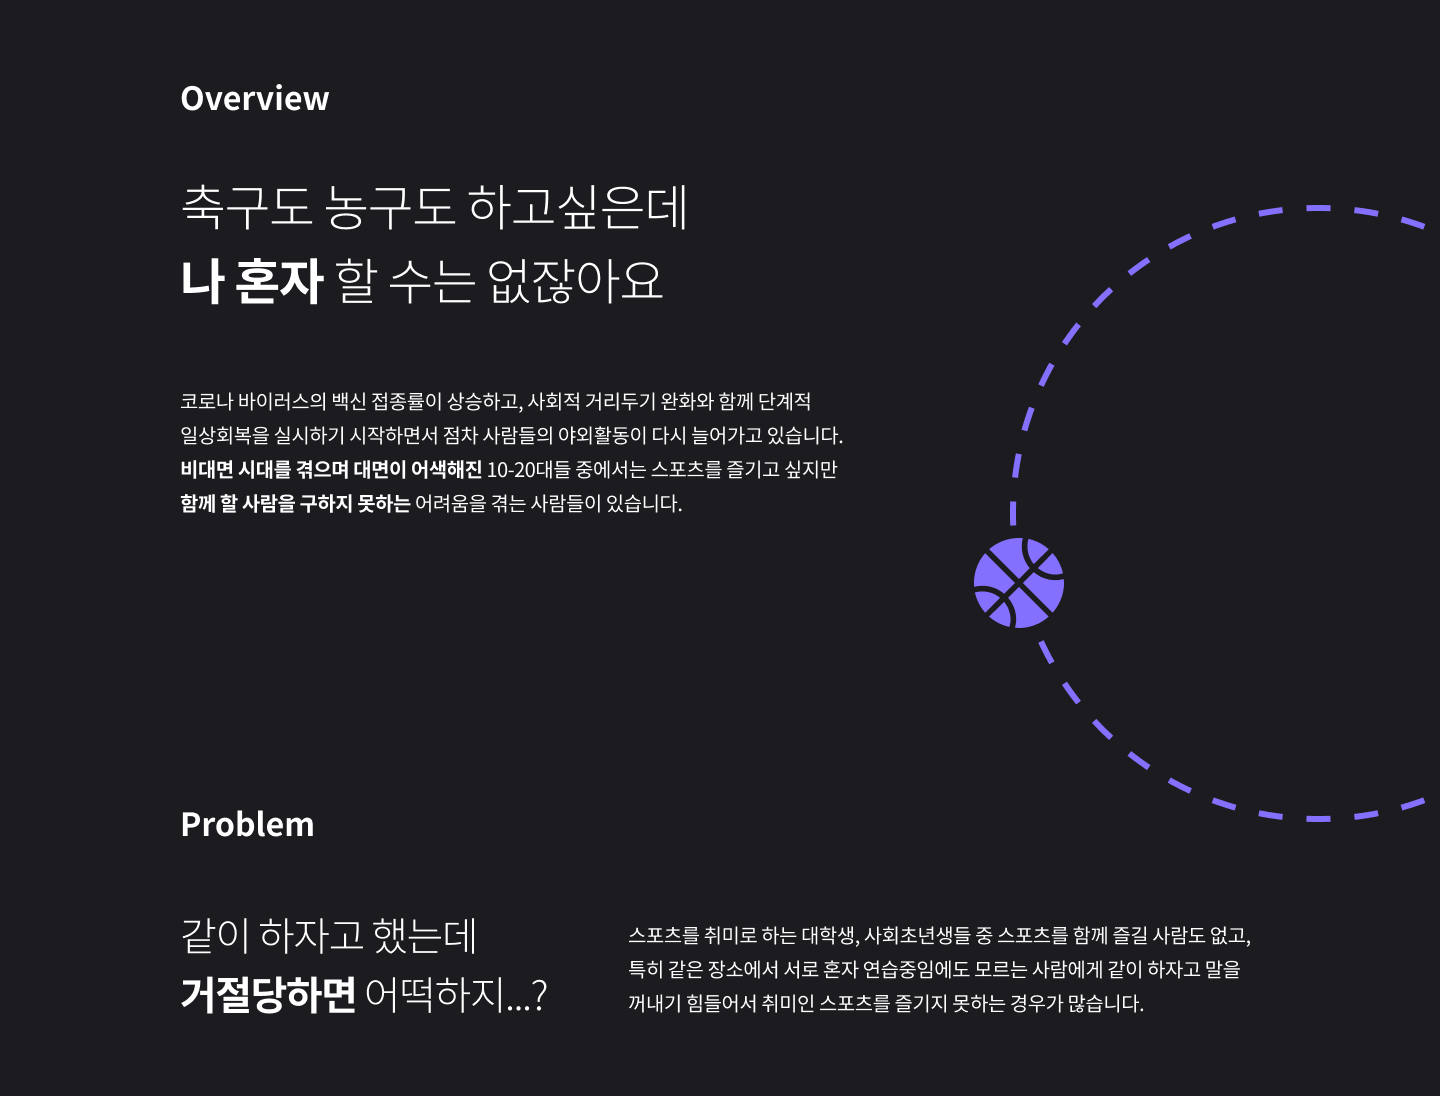 Overview
축구도 농구도 하고싶은데
나 혼자 할 수는 없잖아요
코로나 바이러스의 백신 접종률이 상승하고, 사회적 거리두기 완화와 함께 단계적
일상회복을 실시하기 시작하면서 점차 사람들의 야외활동이 다시 늘어가고 있습니다.
비대면 시대를 겪으며 대면이 어색해진 10-20대들 중에서는 스포츠를 즐기고 싶지만
함께 할 사람을 구하지 못하는 어려움을 겪는 사람들이 있습니다.
Problem
같이 하자고 했는데
거절당하면 어떡하지...?
스포츠를 취미로 하는 대학생, 사회초년생들 중 스포츠를 함께 즐길 사람도 없고,
특히 같은 장소에서 서로 혼자 연습중임에도 모르는 사람에게 같이 하자고 말을
꺼내기 힘들어서 취미인 스포츠를 즐기지 못하는 경우가 많습니다.